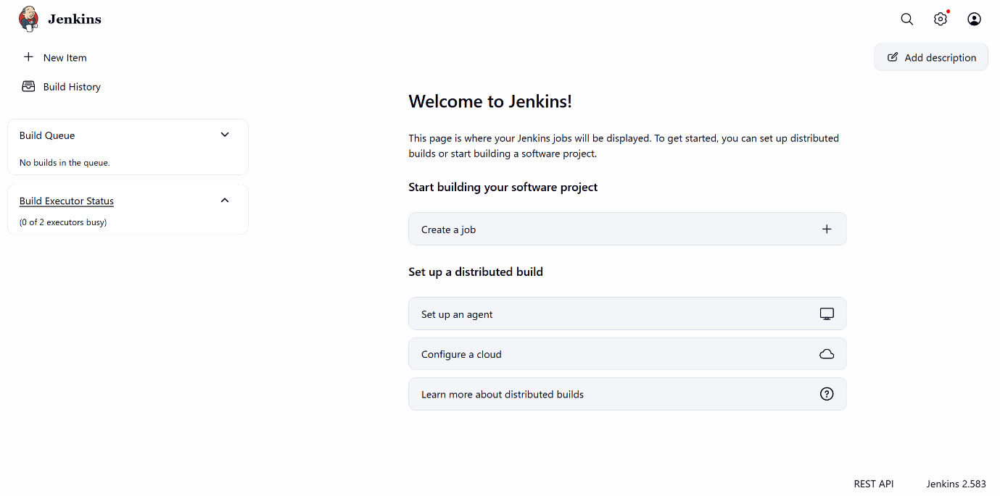 Jenkins
New Item
Add description
Build History
Welcome to Jenkins!
Build Queue
No builds in the queue.
Build Executor Status
(0 of 2 executors busy)
This page is where your Jenkins jobs will be displayed. To get started, you can set up distributed
builds or start building a software project.
Start building your software project
Create a job
Set up a distributed build
Set up an agent
Configure a cloud
Learn more about distributed builds
REST API
Jenkins 2.583